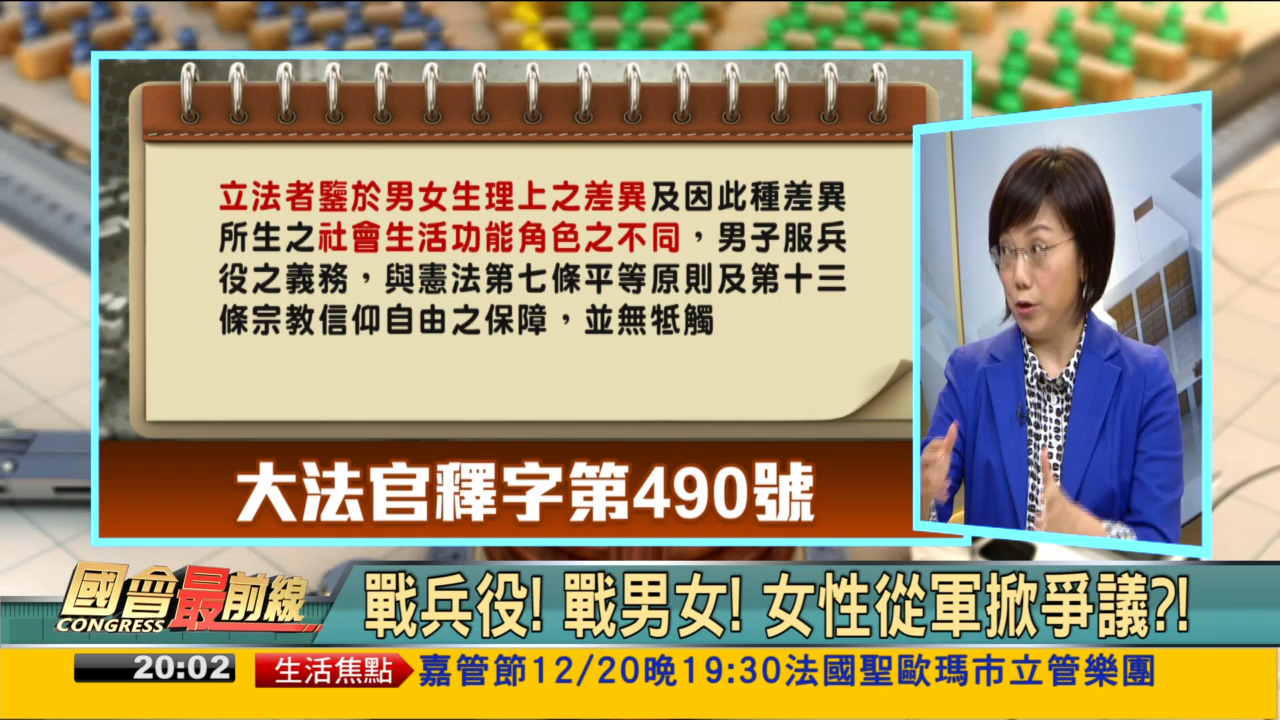 立法者鑒於男女生理上之差異及因此種差異
所生之社會生活功能角色之不同，男子服兵
役之義務，與憲法第七條平等原則及第十三
條宗教信仰自由之保障，並無牴觸
大法官釋字第490號
國會最前線
CONGRESS
戰兵役! 戰男女! 女性從軍掀爭議?!
20:02
生活焦點
嘉管節12/20晚19:30法國聖歐瑪市立管樂團